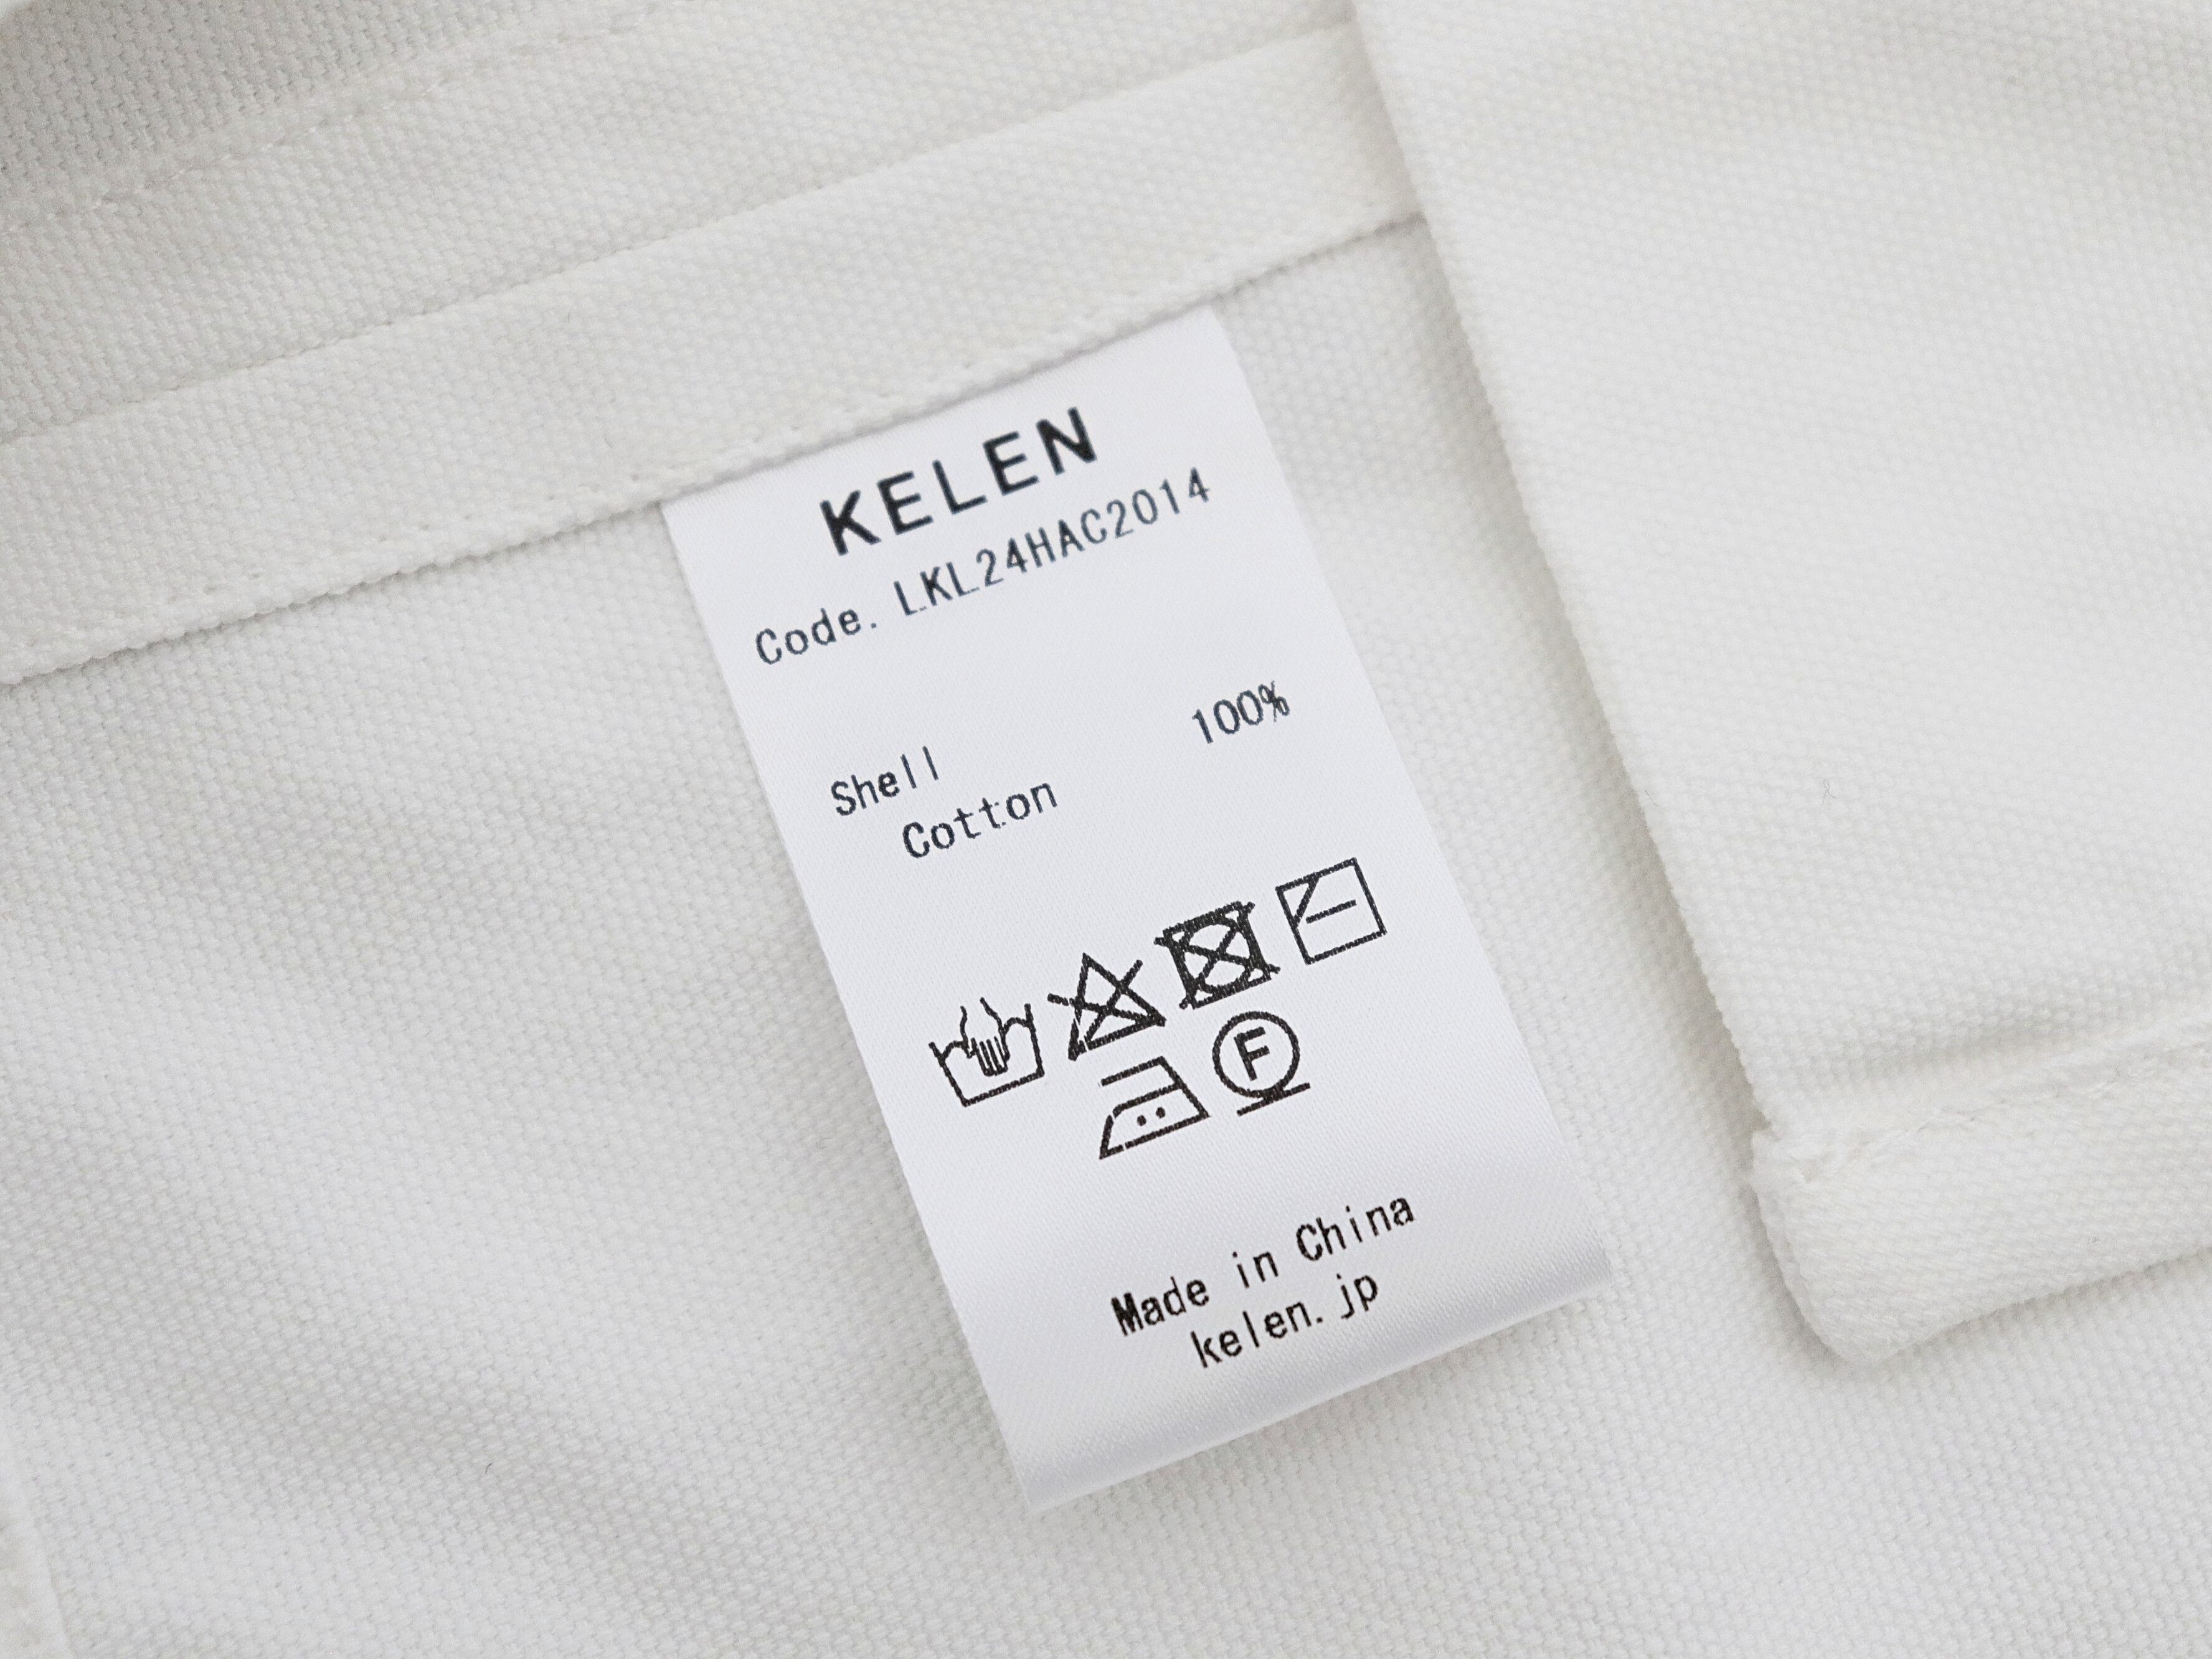 KELEN
Code. LKL24HAC2014
Shell 100%
Cotton
F
Made in China
kelen.jp